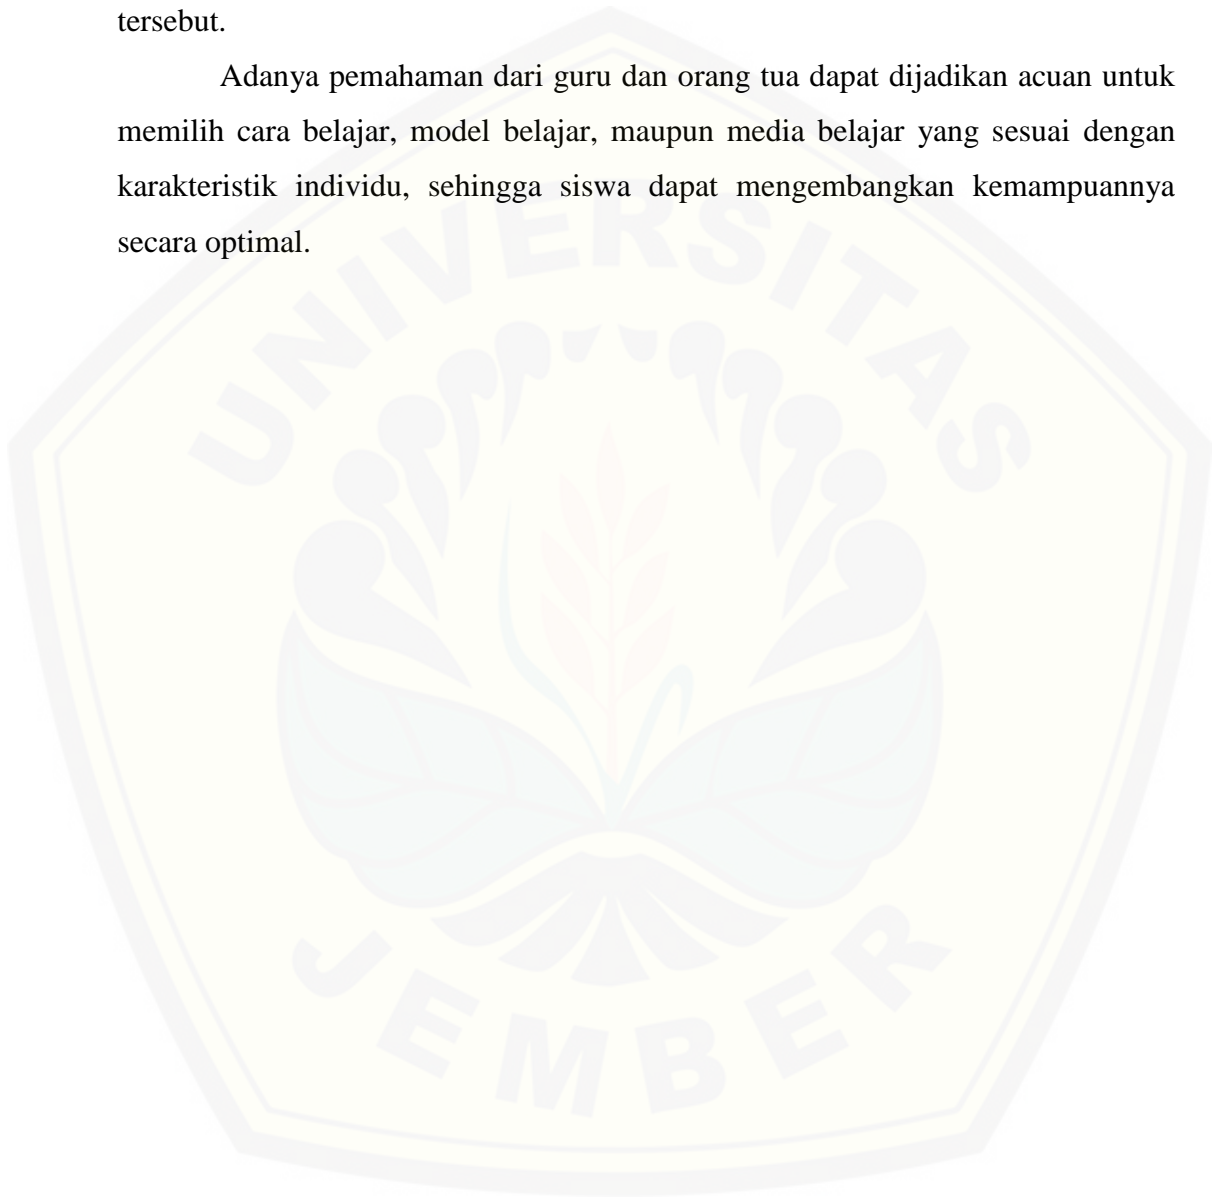 tersebut.
Adanya pemahaman dari guru dan orang tua dapat dijadikan acuan untuk
memilih cara belajar, model belajar, maupun media belajar yang sesuai dengan
karakteristik individu, sehingga siswa dapat mengembangkan kemampuannya
secara optimal.
UNIVERSITAS
JEMBER